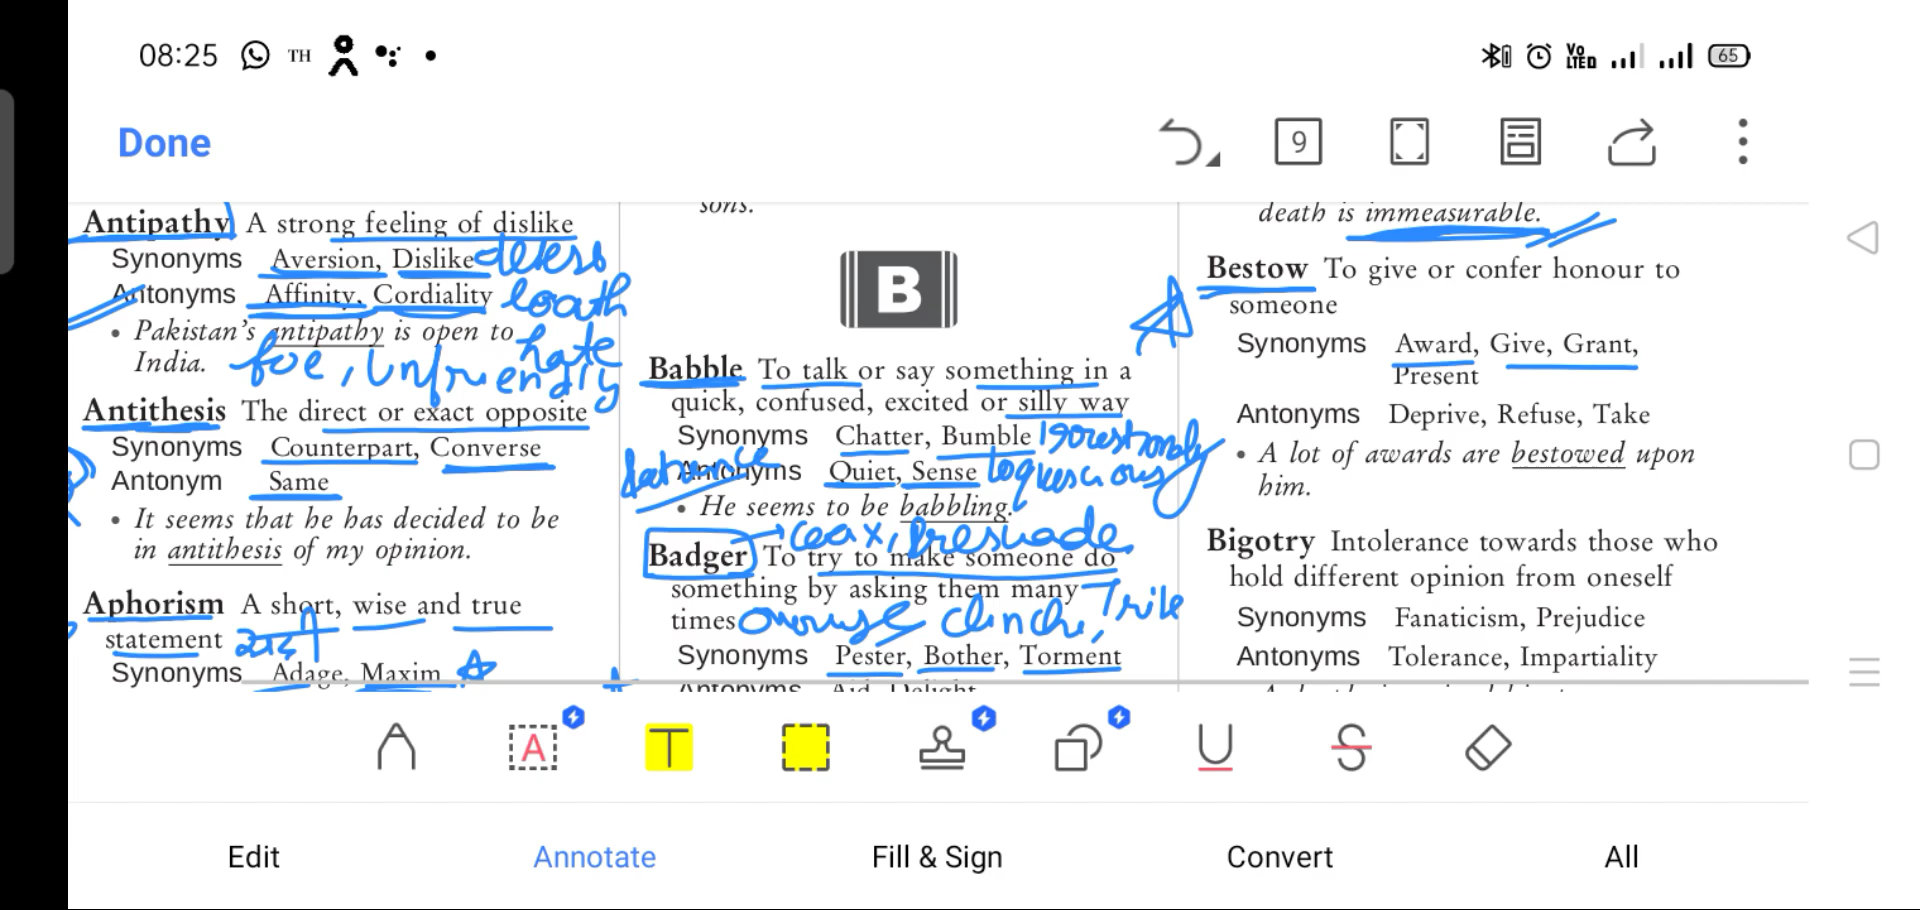 08:25 TH Vo LTED 65
Done 9
Antipathy A strong feeling of dislike
Synonyms Aversion, Dislike
Antonyms Affinity, Cordiality loath
• Pakistan's antipathy is open to hate
India. foe, unfriendly
Antithesis The direct or exact opposite
Synonyms Counterpart, Converse
Antonym Same
• It seems that he has decided to be
in antithesis of my opinion.
Aphorism A short, wise and true
statement
Synonyms Adage, Maxim
sons.
B
Babble To talk or say something in a
quick, confused, excited or silly way
Synonyms Chatter, Bumble
Antonyms Quiet, Sense
• He seems to be babbling.
Badger To try to make someone do
something by asking them many
times
Synonyms Pester, Bother, Torment
Antonyms Aid, Delight
death is immeasurable.
Bestow To give or confer honour to
someone
Synonyms Award, Give, Grant,
Present
Antonyms Deprive, Refuse, Take
• A lot of awards are bestowed upon
him.
Bigotry Intolerance towards those who
hold different opinion from oneself
Synonyms Fanaticism, Prejudice
Antonyms Tolerance, Impartiality
A T U S
Edit Annotate Fill & Sign Convert All